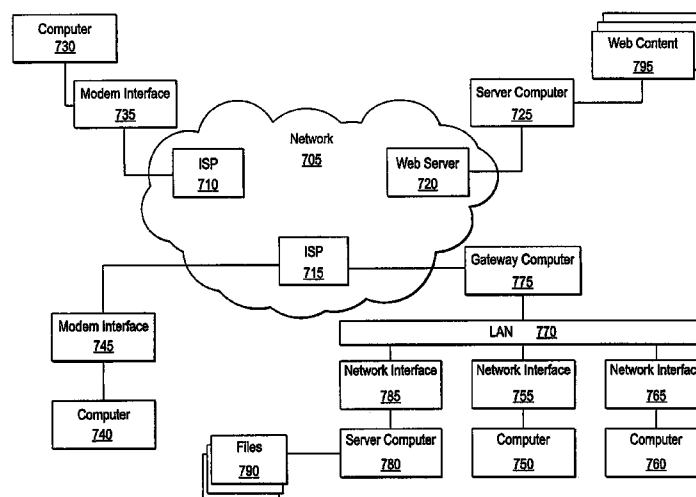 Computer
730
Modem Interface
735
Network
705
ISP
710
Web Content
795
Server Computer
725
Web Server
720
ISP
715
Gateway Computer
775
Modem Interface
745
LAN 770
Network Interface
785
Network Interface
755
Network Interfac
765
Computer
740
Files
790
Server Computer
780
Computer
750
Computer
760